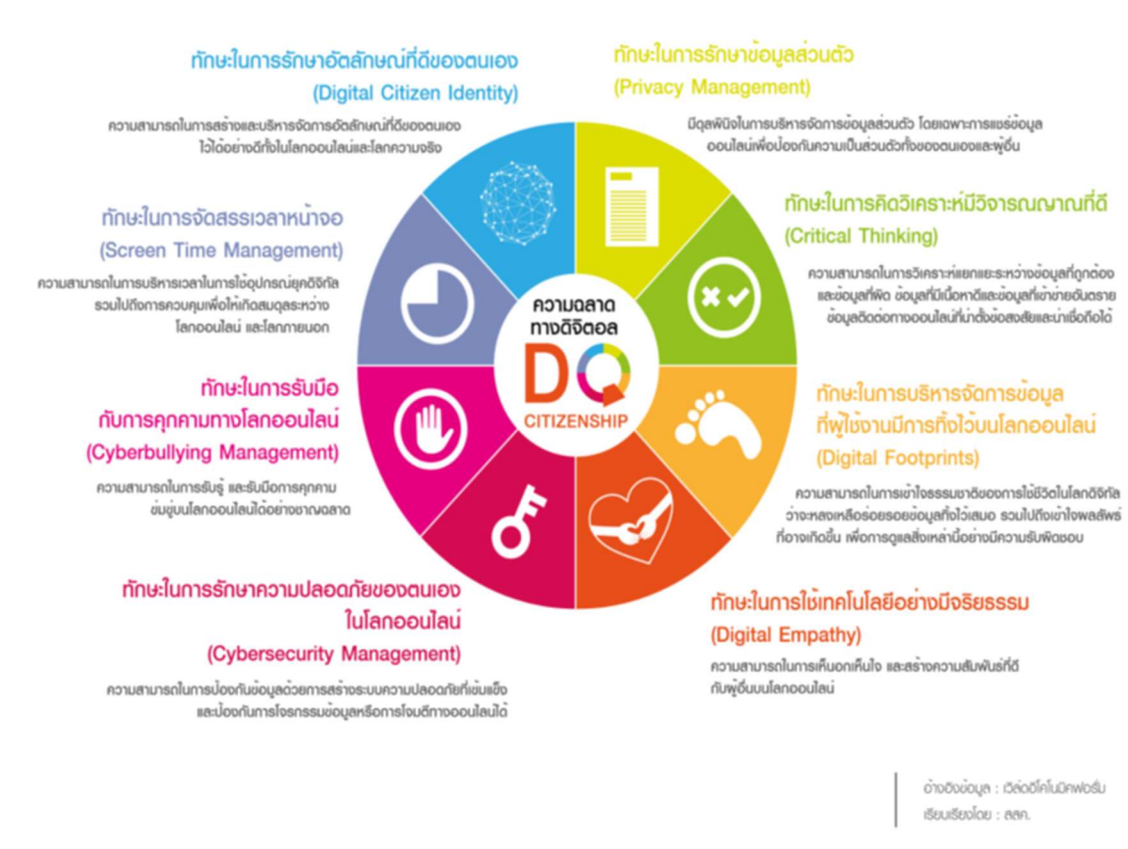 ทักษะในการรักษาอัตลักษณ์ที่ดีของตนเอง
(Digital Citizen Identity)
ความสามารถในการสร้างและบริหารจัดการอัตลักษณ์ที่ดีของตนเอง
ไว้ได้อย่างดีทั้งในโลกออนไลน์และโลกความจริง
ทักษะในการรักษาข้อมูลส่วนตัว
(Privacy Management)
มีดุลพินิจในการบริหารจัดการข้อมูลส่วนตัว โดยเฉพาะการแชร์ข้อมูล
ออนไลน์เพื่อป้องกันความเป็นส่วนตัวทั้งของตนเองและผู้อื่น
ทักษะในการจัดสรรเวลาหน้าจอ
(Screen Time Management)
ความสามารถในการบริหารเวลาในการใช้อุปกรณ์ยุคดิจิทัล
รวมไปถึงการควบคุมเพื่อให้เกิดสมดุลระหว่าง
โลกออนไลน์ และโลกภายนอก
ทักษะในการคิดวิเคราะห์มีวิจารณญาณที่ดี
(Critical Thinking)
ความสามารถในการวิเคราะห์แยกแยะระหว่างข้อมูลที่ถูกต้อง
และข้อมูลที่ผิด ข้อมูลที่มีเนื้อหาดีและข้อมูลที่เข้าข่ายอันตราย
ข้อมูลติดต่อทางออนไลน์ที่น่าตั้งข้อสงสัยและน่าเชื่อถือได้
ความฉลาด
ทางดิจิตอล
DQ
CITIZENSHIP
ทักษะในการรับมือ
กับการคุกคามทางโลกออนไลน์
(Cyberbullying Management)
ความสามารถในการรับรู้ และรับมือการคุกคาม
ข่มขู่บนโลกออนไลน์ได้อย่างชาญฉลาด
ทักษะในการบริหารจัดการข้อมูล
ที่ผู้ใช้งานมีการทิ้งไว้บนโลกออนไลน์
(Digital Footprints)
ความสามารถในการเข้าใจธรรมชาติของการใช้ชีวิตในโลกดิจิทัล
ว่าจะหลงเหลือร่อยรอยข้อมูลทิ้งไว้เสมอ รวมไปถึงเข้าใจผลลัพธ์
ที่อาจเกิดขึ้น เพื่อการดูแลสิ่งเหล่านี้อย่างมีความรับผิดชอบ
ทักษะในการรักษาความปลอดภัยของตนเอง
ในโลกออนไลน์
(Cybersecurity Management)
ความสามารถในการป้องกันข้อมูลด้วยการสร้างระบบความปลอดภัยที่เข้มแข็ง
และป้องกันการโจรกรรมข้อมูลหรือการโจมตีทางออนไลน์ได้
ทักษะในการใช้เทคโนโลยีอย่างมีจริยธรรม
(Digital Empathy)
ความสามารถในการเห็นอกเห็นใจ และสร้างความสัมพันธ์ที่ดี
กับผู้อื่นบนโลกออนไลน์
อ้างอิงข้อมูล : เวิลด์อิโคโนมิคฟอรั่ม
เรียบเรียงโดย : สสค.